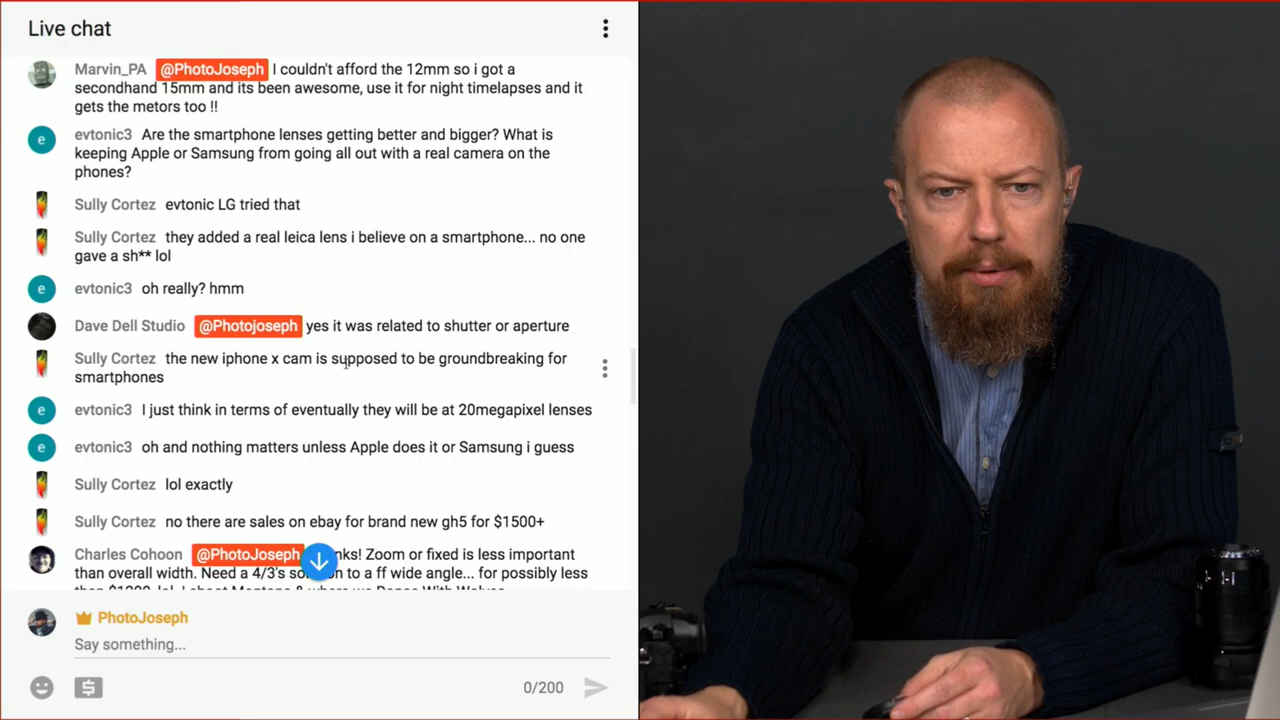 Live chat
Marvin_PA @PhotoJoseph I couldn't afford the 12mm so i got a
secondhand 15mm and its been awesome, use it for night timelapses and it
gets the metors too !!
e evtonic3 Are the smartphone lenses getting better and bigger? What is
keeping Apple or Samsung from going all out with a real camera on the
phones?
Sully Cortez evtonic LG tried that
Sully Cortez they added a real leica lens i believe on a smartphone... no one
gave a sh** lol
e evtonic3 oh really? hmm
Dave Dell Studio @Photojoseph yes it was related to shutter or aperture
Sully Cortez the new iphone x cam is supposed to be groundbreaking for
smartphones
e evtonic3 I just think in terms of eventually they will be at 20megapixel lenses
e evtonic3 oh and nothing matters unless Apple does it or Samsung i guess
Sully Cortez lol exactly
Sully Cortez no there are sales on ebay for brand new gh5 for $1500+
Charles Cohoon @PhotoJoseph Zoom or fixed is less important
than overall width. Need a 4/3's to a ff wide angle... for possibly less
PhotoJoseph
Say something...
$ 0/200